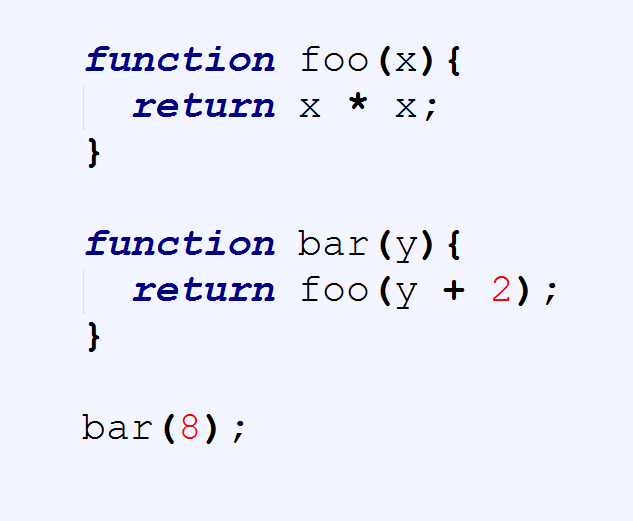 function foo(x){
  return x * x;
}

function bar(y){
  return foo(y + 2);
}

bar(8);